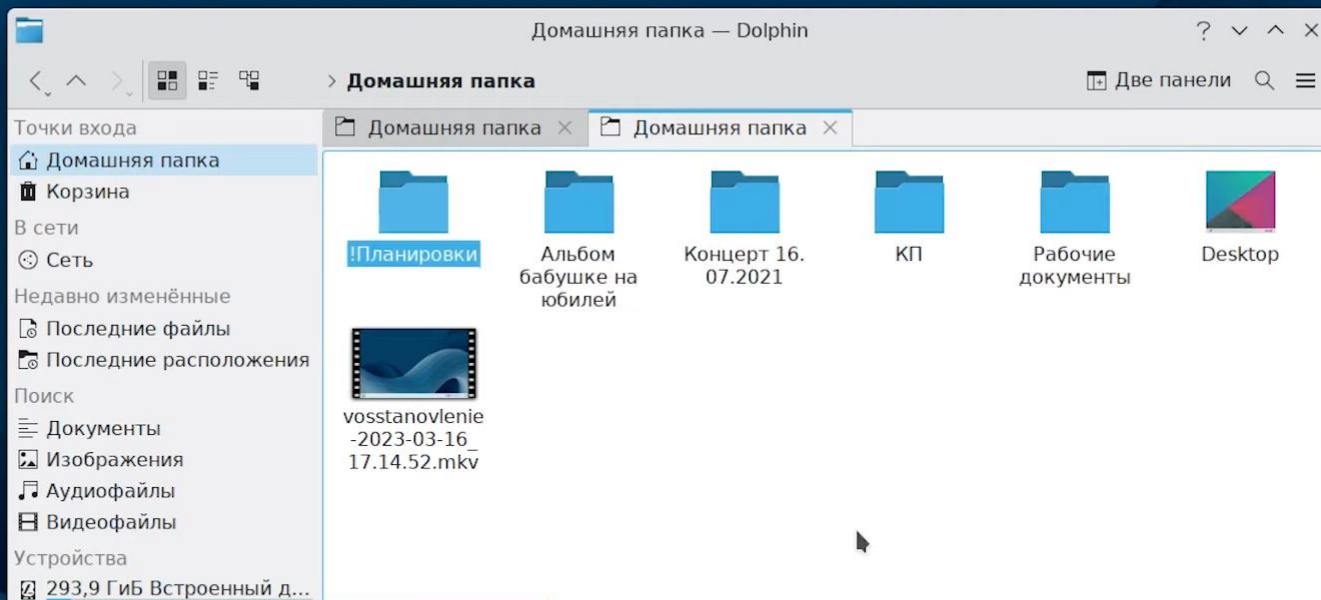 Домашняя папка — Dolphin
Домашняя папка
Две панели
Точки входа
Домашняя папка
Корзина
В сети
Сеть
Недавно изменённые
Последние файлы
Последние расположения
Поиск
Документы
Изображения
Аудиофайлы
Видеофайлы
Устройства
293,9 ГиБ Встроенный д...
Домашняя папка
Домашняя папка
!Планировки
Альбом
бабушке на
юбилей
Концерт 16.
07.2021
КП
Рабочие
документы
Desktop
vosstanovlenie
-2023-03-16_
17.14.52.mkv